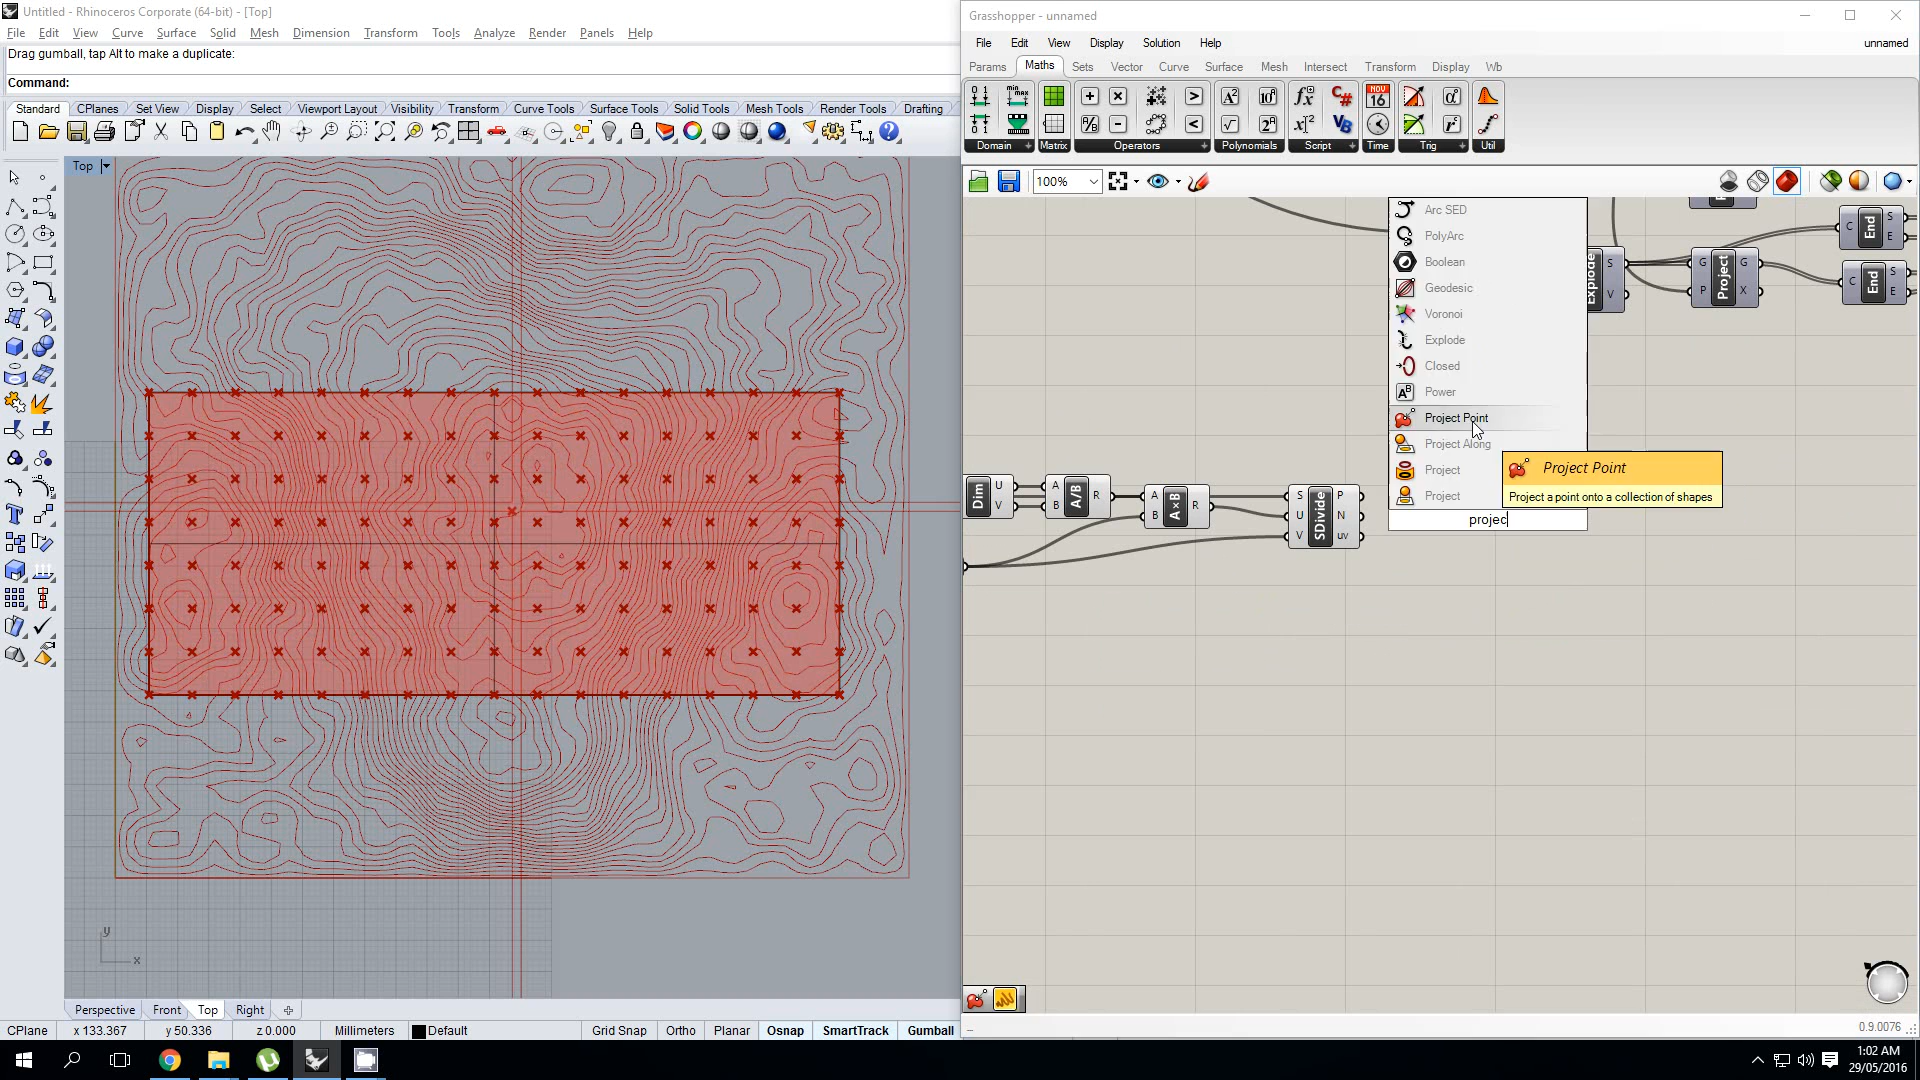 Untitled - Rhinoceros Corporate (64-bit) - [Top]
File Edit View Curve Surface Solid Mesh Dimension Transform Tools Analyze Render Panels Help
Drag gumball, tap Alt to make a duplicate:
Command:
Standard CPlanes Set View Display Select Viewport Layout Visibility Transform Curve Tools Surface Tools Solid Tools Mesh Tools Render Tools Drafting
Top
y
x
Perspective Front Top Right
CPlane x 133.367 y 50.336 z 0.000 Millimeters Default Grid Snap Ortho Planar Osnap SmartTrack Gumball
Grasshopper - unnamed
File Edit View Display Solution Help unnamed
Params Maths Sets Vector Curve Surface Mesh Intersect Transform Display Wb
Domain Matrix Operators Polynomials Script Time Trig Util
100%
Arc SED
PolyArc
Boolean
Geodesic
Voronoi
Explode
Closed
Power
Project Point
Project Along
Project
Project
projec
Project Point
Project a point onto a collection of shapes
Dim U V
A B A/B R
A B A×B R
S U V SDivide P N uv
Explode S V
G P Project G X
C End S E
C End S E
0.9.0076
1:02 AM
29/05/2016